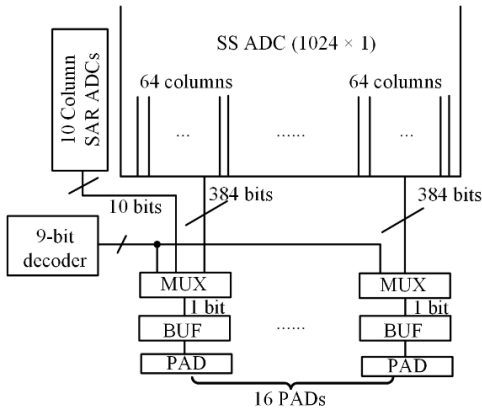 SS ADC (1024 × 1)
10 Column
SAR ADCs
64 columns
64 columns
...
......
...
10 bits
384 bits
384 bits
9-bit
decoder
MUX
MUX
1 bit
1 bit
BUF
......
BUF
PAD
PAD
16 PADs